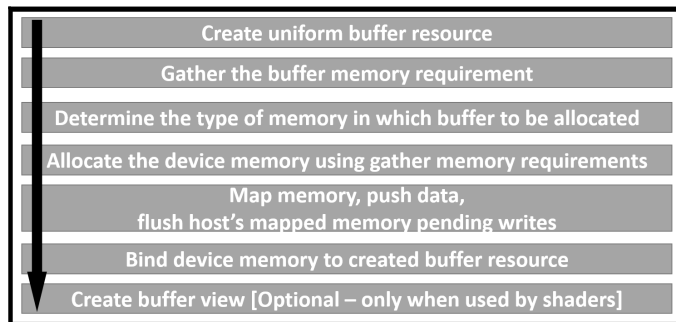 Create uniform buffer resource
Gather the buffer memory requirement
Determine the type of memory in which buffer to be allocated
Allocate the device memory using gather memory requirements
Map memory, push data,
flush host's mapped memory pending writes
Bind device memory to created buffer resource
Create buffer view [Optional – only when used by shaders]